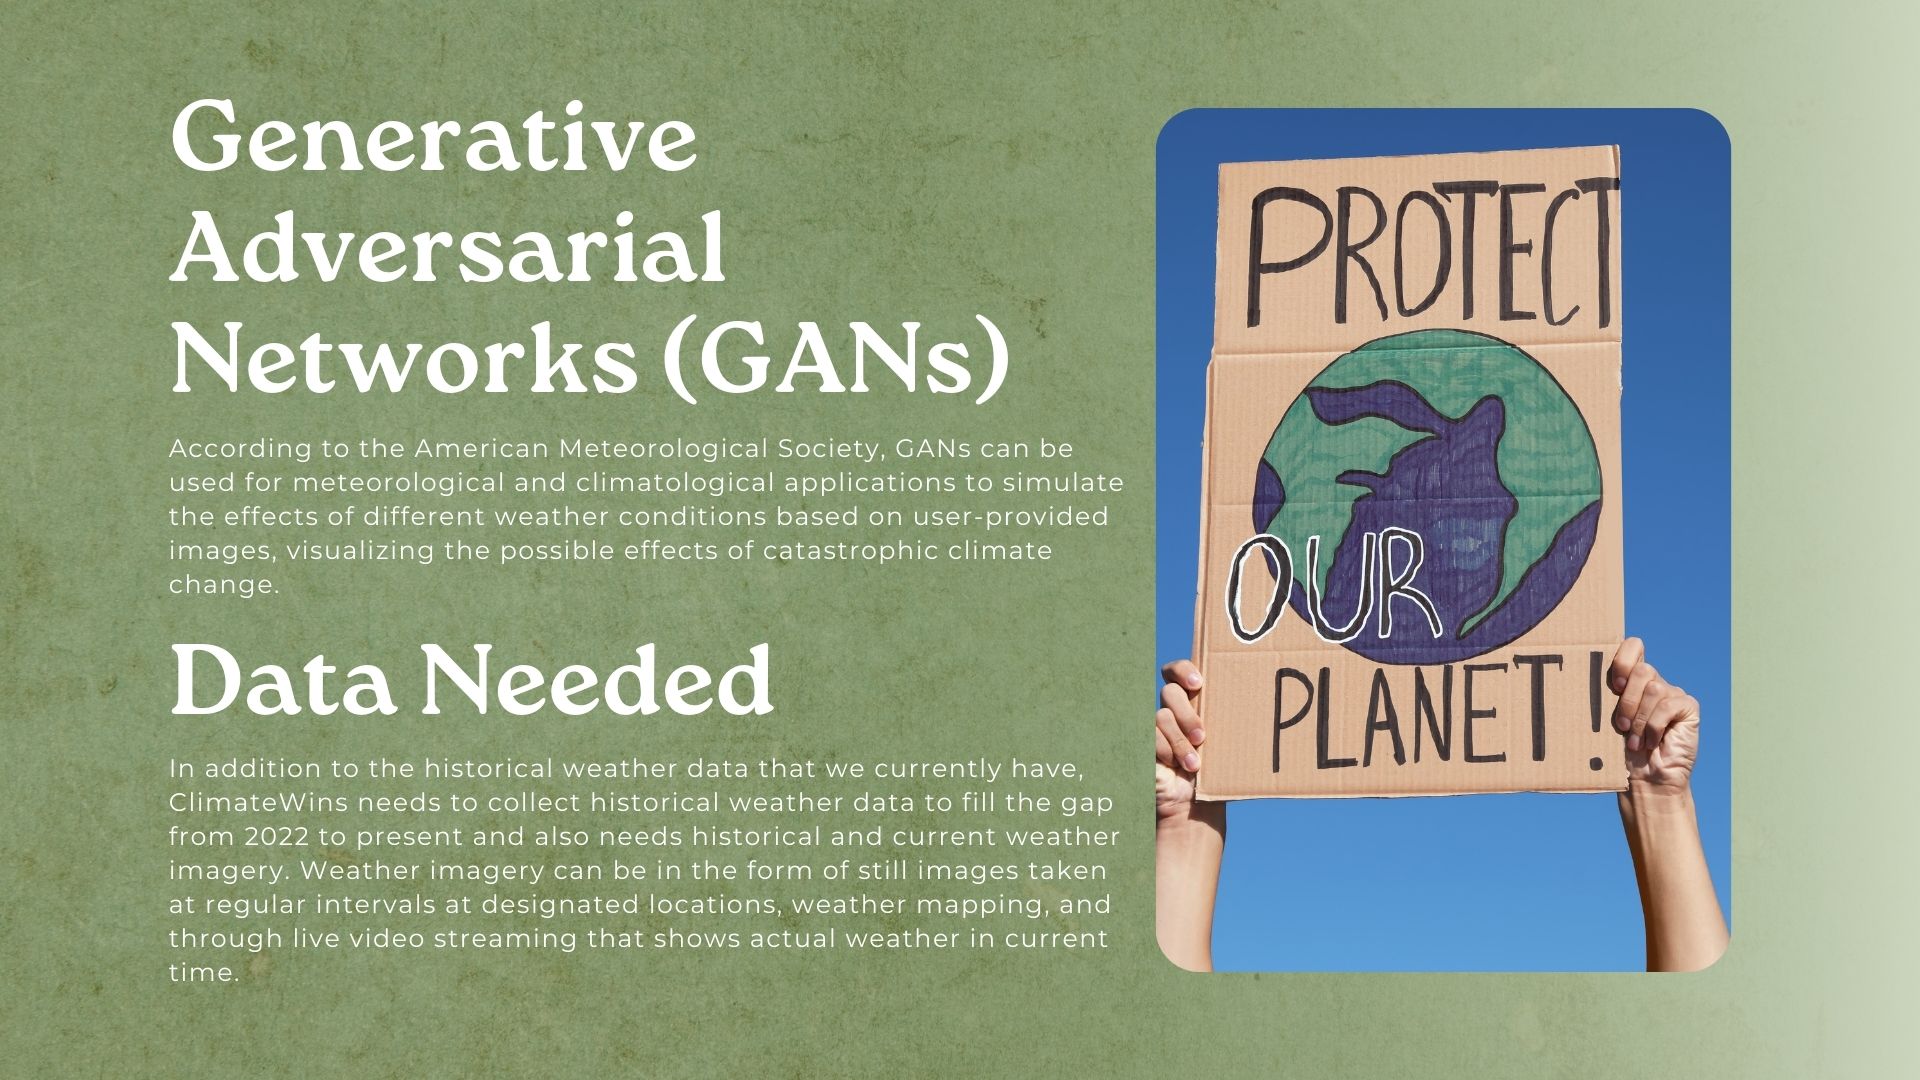 Generative
Adversarial
Networks (GANs)
According to the American Meteorological Society, GANs can be
used for meteorological and climatological applications to simulate
the effects of different weather conditions based on user-provided
images, visualizing the possible effects of catastrophic climate
change.
Data Needed
In addition to the historical weather data that we currently have,
ClimateWins needs to collect historical weather data to fill the gap
from 2022 to present and also needs historical and current weather
imagery. Weather imagery can be in the form of still images taken
at regular intervals at designated locations, weather mapping, and
through live video streaming that shows actual weather in current
time.
PROTECT
OUR
PLANET !